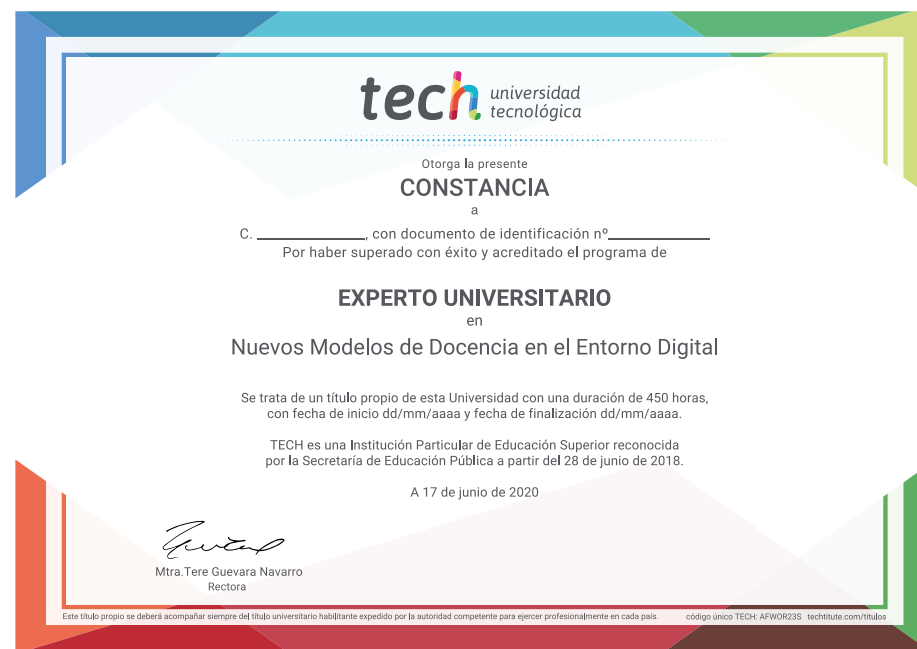 tech universidad
tecnológica
Otorga la presente
CONSTANCIA
a
C. ____________, con documento de identificación nº____________
Por haber superado con éxito y acreditado el programa de
EXPERTO UNIVERSITARIO
en
Nuevos Modelos de Docencia en el Entorno Digital
Se trata de un título propio de esta Universidad con una duración de 450 horas,
con fecha de inicio dd/mm/aaaa y fecha de finalización dd/mm/aaaa.
TECH es una Institución Particular de Educación Superior reconocida
por la Secretaría de Educación Pública a partir del 28 de junio de 2018.
A 17 de junio de 2020
Mtra.Tere Guevara Navarro
Rectora
Este título propio se deberá acompañar siempre del título universitario habilitante expedido por la autoridad competente para ejercer profesionalmente en cada país. código único TECH: AFWOR23S techtitute.com/titulos